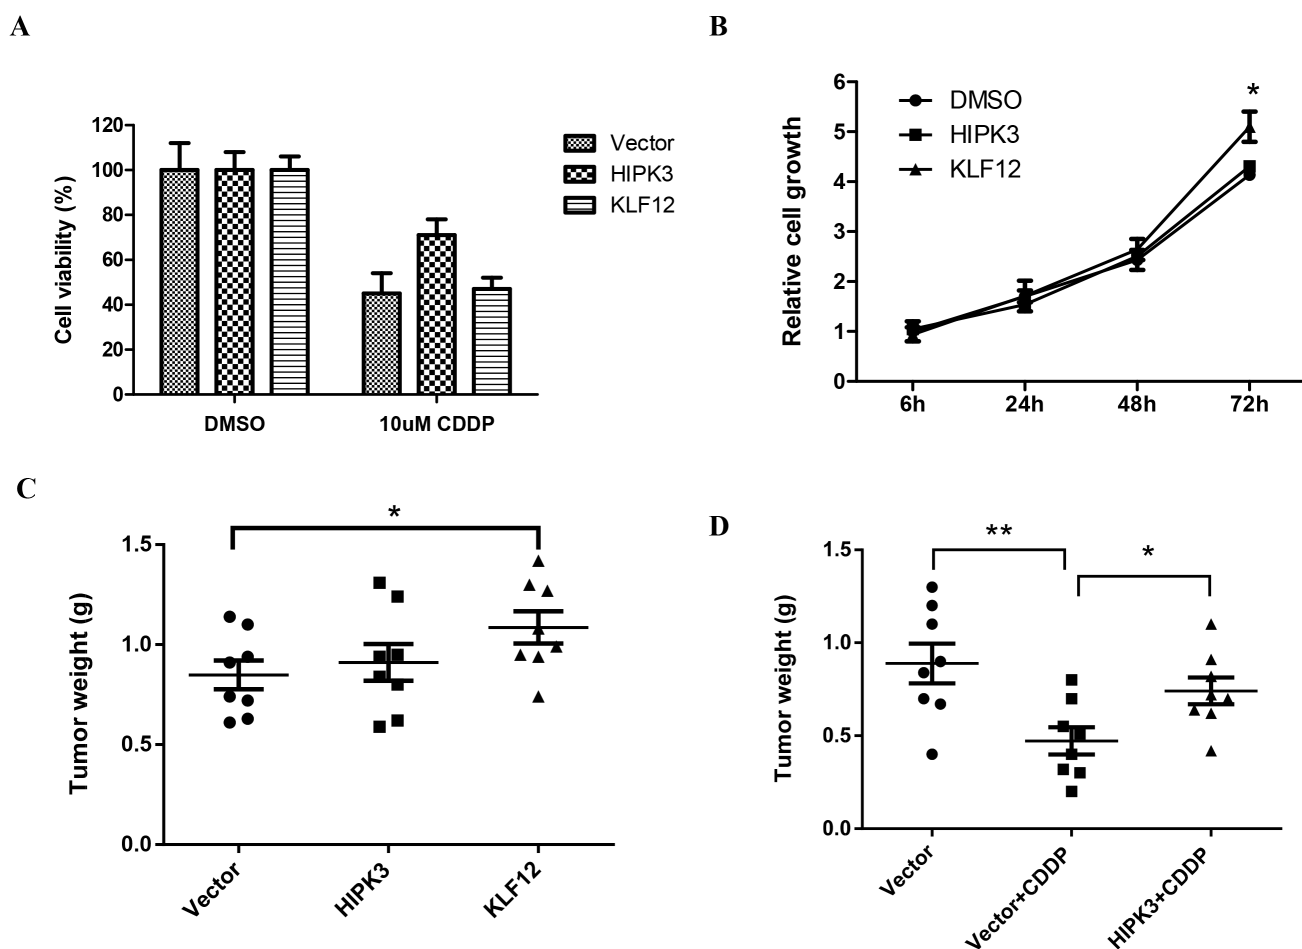 A
Cell viability (%)
120
100
80
60
40
20
0
DMSO
10uM CDDP
Vector
HIPK3
KLF12
B
Relative cell growth
6
5
4
3
2
1
0
DMSO
HIPK3
KLF12
*
6h
24h
48h
72h
C
Tumor weight (g)
1.5
1.0
0.5
0.0
*
Vector
HIPK3
KLF12
D
Tumor weight (g)
1.5
1.0
0.5
0.0
**
*
Vector
Vector+CDDP
HIPK3+CDDP